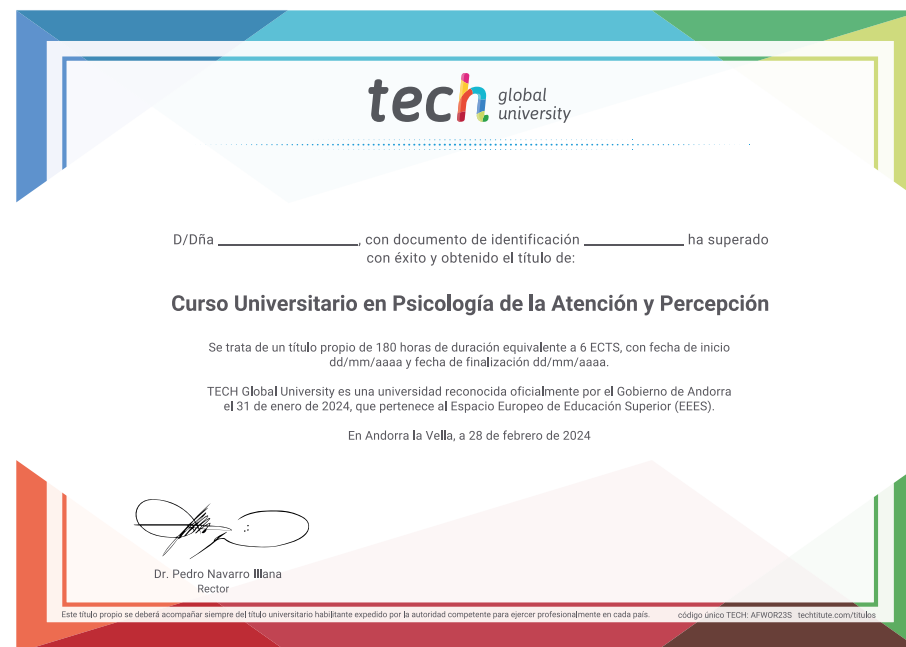 tech global university
D/Dña ____________________, con documento de identificación ______________ ha superado
con éxito y obtenido el título de:
Curso Universitario en Psicología de la Atención y Percepción
Se trata de un título propio de 180 horas de duración equivalente a 6 ECTS, con fecha de inicio
dd/mm/aaaa y fecha de finalización dd/mm/aaaa.
TECH Global University es una universidad reconocida oficialmente por el Gobierno de Andorra
el 31 de enero de 2024, que pertenece al Espacio Europeo de Educación Superior (EEES).
En Andorra la Vella, a 28 de febrero de 2024
Dr. Pedro Navarro Illana
Rector
Este título propio se deberá acompañar siempre del título universitario habilitante expedido por la autoridad competente para ejercer profesionalmente en cada país.
código único TECH: AFWOR23S techtitute.com/títulos